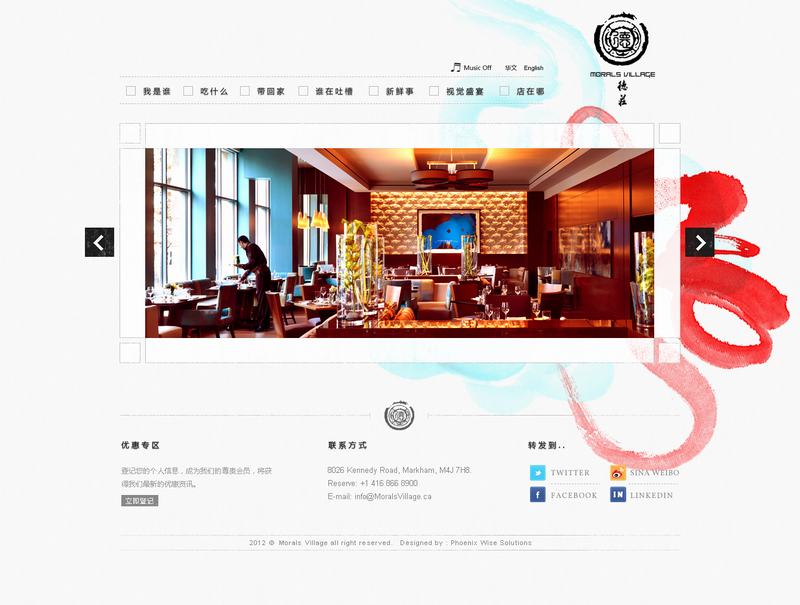 德
MORALS VILLAGE
德
莊
Music Off 华文 English
我是谁 吃什么 带回家 谁在吐槽 新鲜事 视觉盛宴 店在哪
优惠专区
登记您的个人信息，成为我们的尊贵会员，将获
得我们最新的优惠资讯。
立即登记
联系方式
8026 Kennedy Road, Markham, M4J 7H8.
Reserve: +1 416 866 8900
E-mail: info@MoralsVillage.ca
转发到..
TWITTER SINA WEIBO
FACEBOOK LINKEDIN
2012 © Morals Village all right reserved. Designed by : Phoenix Wise Solutions